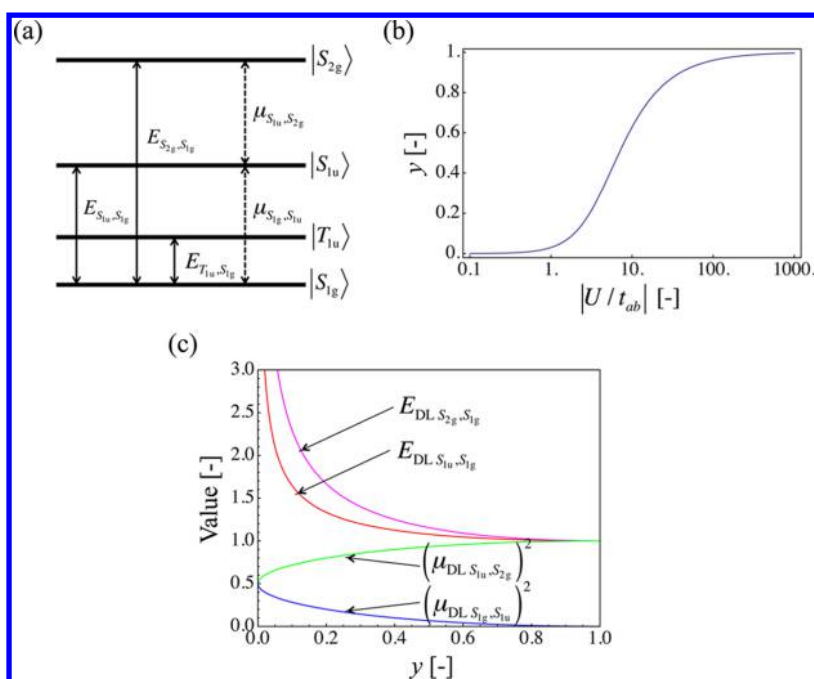 (a)
|S2g⟩
μS1u,S2g
ES2g,S1g
|S1u⟩
ES1u,S1g
μS1g,S1u
|T1u⟩
ET1u,S1g
|S1g⟩
(b)
1.
0.8
0.6
0.4
0.2
0
y [-]
0.1 1. 10. 100. 1000.
|U / tab| [-]
(c)
3.0
2.5
2.0
1.5
1.0
0.5
0.0
Value [-]
EDL S2g,S1g
EDL S1u,S1g
(μDL S1u,S2g)2
(μDL S1g,S1u)2
0.0 0.2 0.4 0.6 0.8 1.0
y [-]